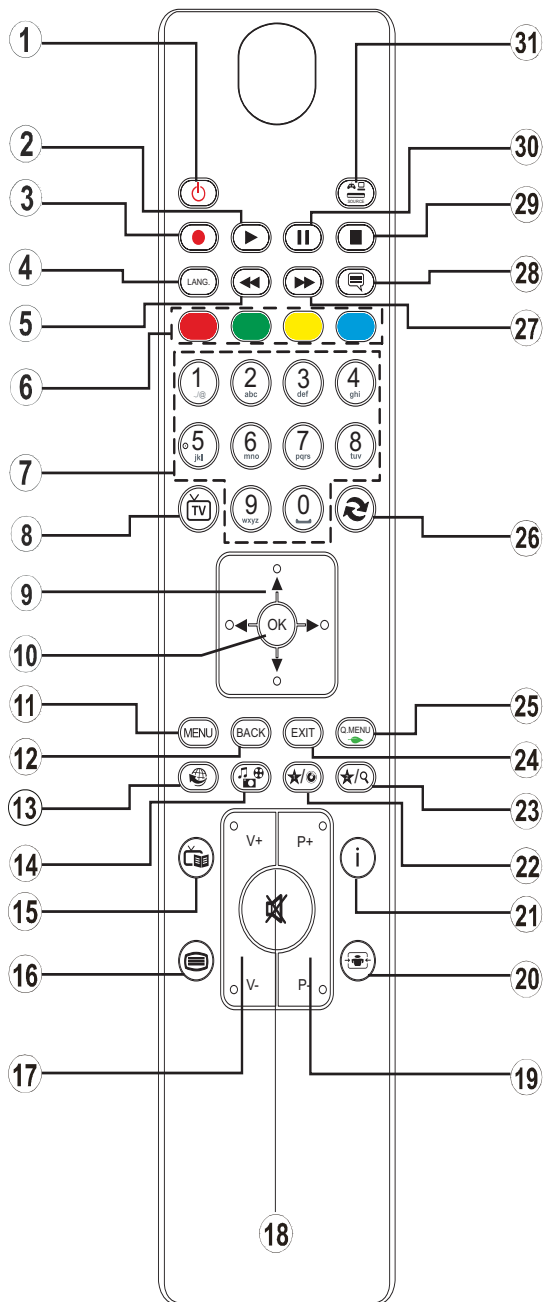 1
31
2
30
SOURCE
3
29
4
LANG.
28
5
27
6
1 2 3 4
./@ abc def ghi
5 6 7 8
jkl mno pqrs tuv
7
TV 9 0
wxyz
8
26
9
10
OK
11
MENU BACK EXIT Q.MENU
25
12
24
13
23
14
22
V+ P+
i
15
21
16
20
V- P-
17
19
18